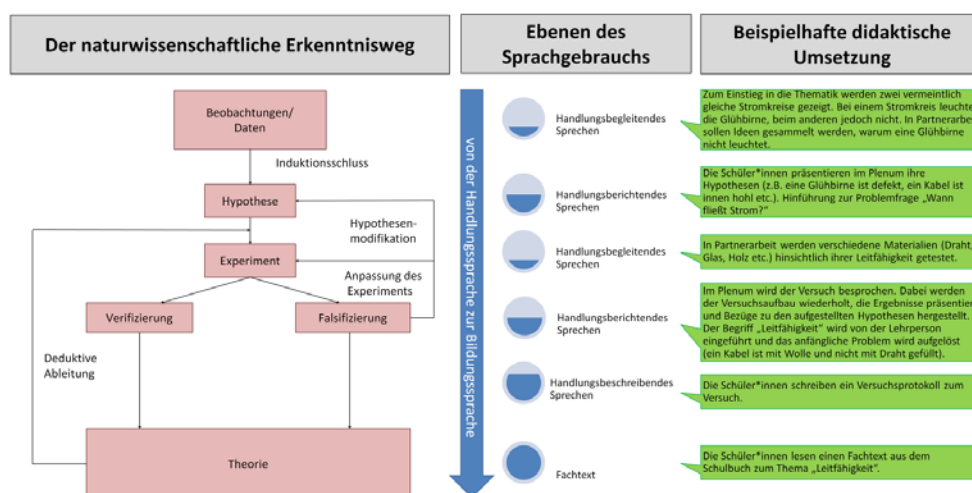 Der naturwissenschaftliche Erkenntnisweg
Beobachtungen/
Daten
Induktionsschluss
Hypothese
Hypothesen-
modifikation
Experiment
Anpassung des
Experiments
Verifizierung
Falsifizierung
Deduktive
Ableitung
Theorie
Ebenen des
Sprachgebrauchs
von der Handlungssprache zur Bildungssprache
Handlungsbegleitendes
Sprechen
Handlungsberichtendes
Sprechen
Handlungsbegleitendes
Sprechen
Handlungsberichtendes
Sprechen
Handlungsbeschreibendes
Sprechen
Fachtext
Beispielhafte didaktische
Umsetzung
Zum Einstieg in die Thematik werden zwei vermeintlich
gleiche Stromkreise gezeigt. Bei einem Stromkreis leuchte
die Glühbirne, beim anderen jedoch nicht. In Partnerarbei
sollen Ideen gesammelt werden, warum eine Glühbirne
nicht leuchtet.
Die Schüler*innen präsentieren im Plenum ihre
Hypothesen (z.B. eine Glühbirne ist defekt, ein Kabel ist
innen hohl etc.). Hinführung zur Problemfrage „Wann
fließt Strom?“
In Partnerarbeit werden verschiedene Materialien (Draht,
Glas, Holz etc.) hinsichtlich ihrer Leitfähigkeit getestet.
Im Plenum wird der Versuch besprochen. Dabei werden
der Versuchsaufbau wiederholt, die Ergebnisse präsentier
und Bezüge zu den aufgestellten Hypothesen hergestellt.
Der Begriff „Leitfähigkeit“ wird von der Lehrperson
eingeführt und das anfängliche Problem wird aufgelöst
(ein Kabel ist mit Wolle und nicht mit Draht gefüllt).
Die Schüler*innen schreiben ein Versuchsprotokoll zum
Versuch.
Die Schüler*innen lesen einen Fachtext aus dem
Schulbuch zum Thema „Leitfähigkeit“.